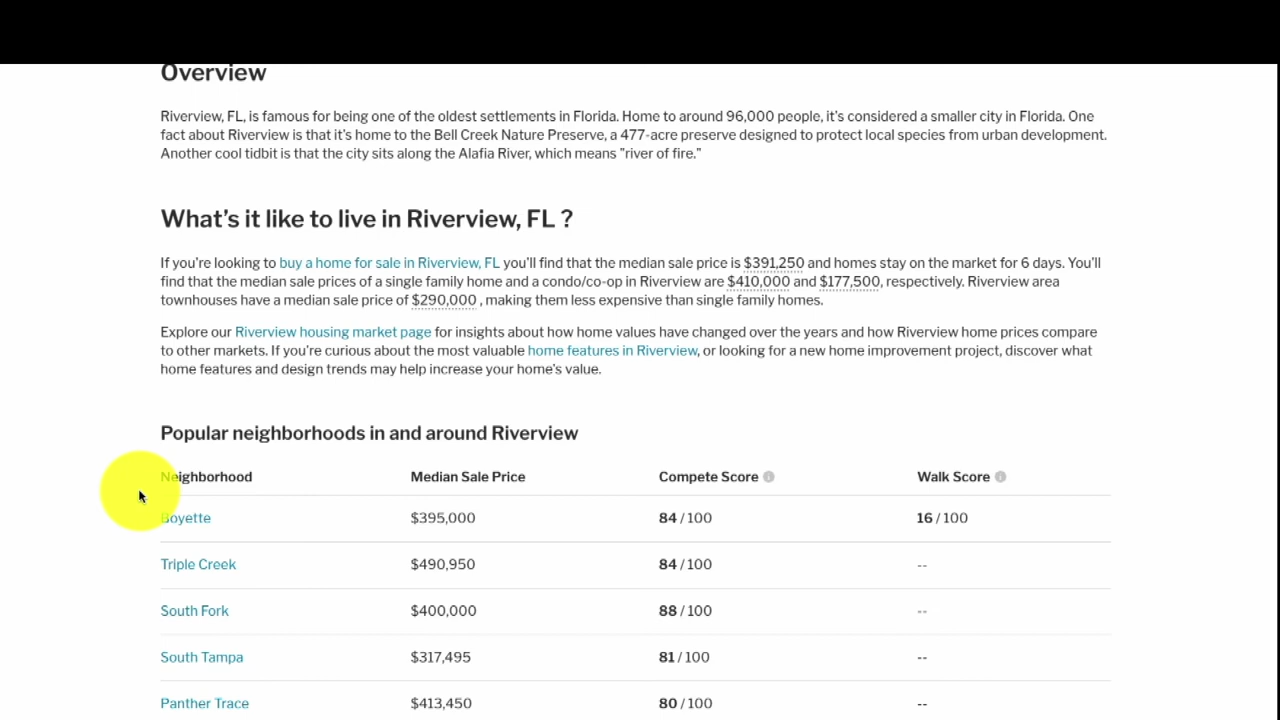 Overview
Riverview, FL, is famous for being one of the oldest settlements in Florida. Home to around 96,000 people, it's considered a smaller city in Florida. One
fact about Riverview is that it's home to the Bell Creek Nature Preserve, a 477-acre preserve designed to protect local species from urban development.
Another cool tidbit is that the city sits along the Alafia River, which means "river of fire."
What's it like to live in Riverview, FL ?
If you're looking to buy a home for sale in Riverview, FL you'll find that the median sale price is $391,250 and homes stay on the market for 6 days. You'll
find that the median sale prices of a single family home and a condo/co-op in Riverview are $410,000 and $177,500, respectively. Riverview area
townhouses have a median sale price of $290,000 , making them less expensive than single family homes.
Explore our Riverview housing market page for insights about how home values have changed over the years and how Riverview home prices compare
to other markets. If you're curious about the most valuable home features in Riverview, or looking for a new home improvement project, discover what
home features and design trends may help increase your home's value.
Popular neighborhoods in and around Riverview
Neighborhood Median Sale Price Compete Score Walk Score
Boyette $395,000 84 / 100 16 / 100
Triple Creek $490,950 84 / 100 --
South Fork $400,000 88 / 100 --
South Tampa $317,495 81 / 100 --
Panther Trace $413,450 80 / 100 --